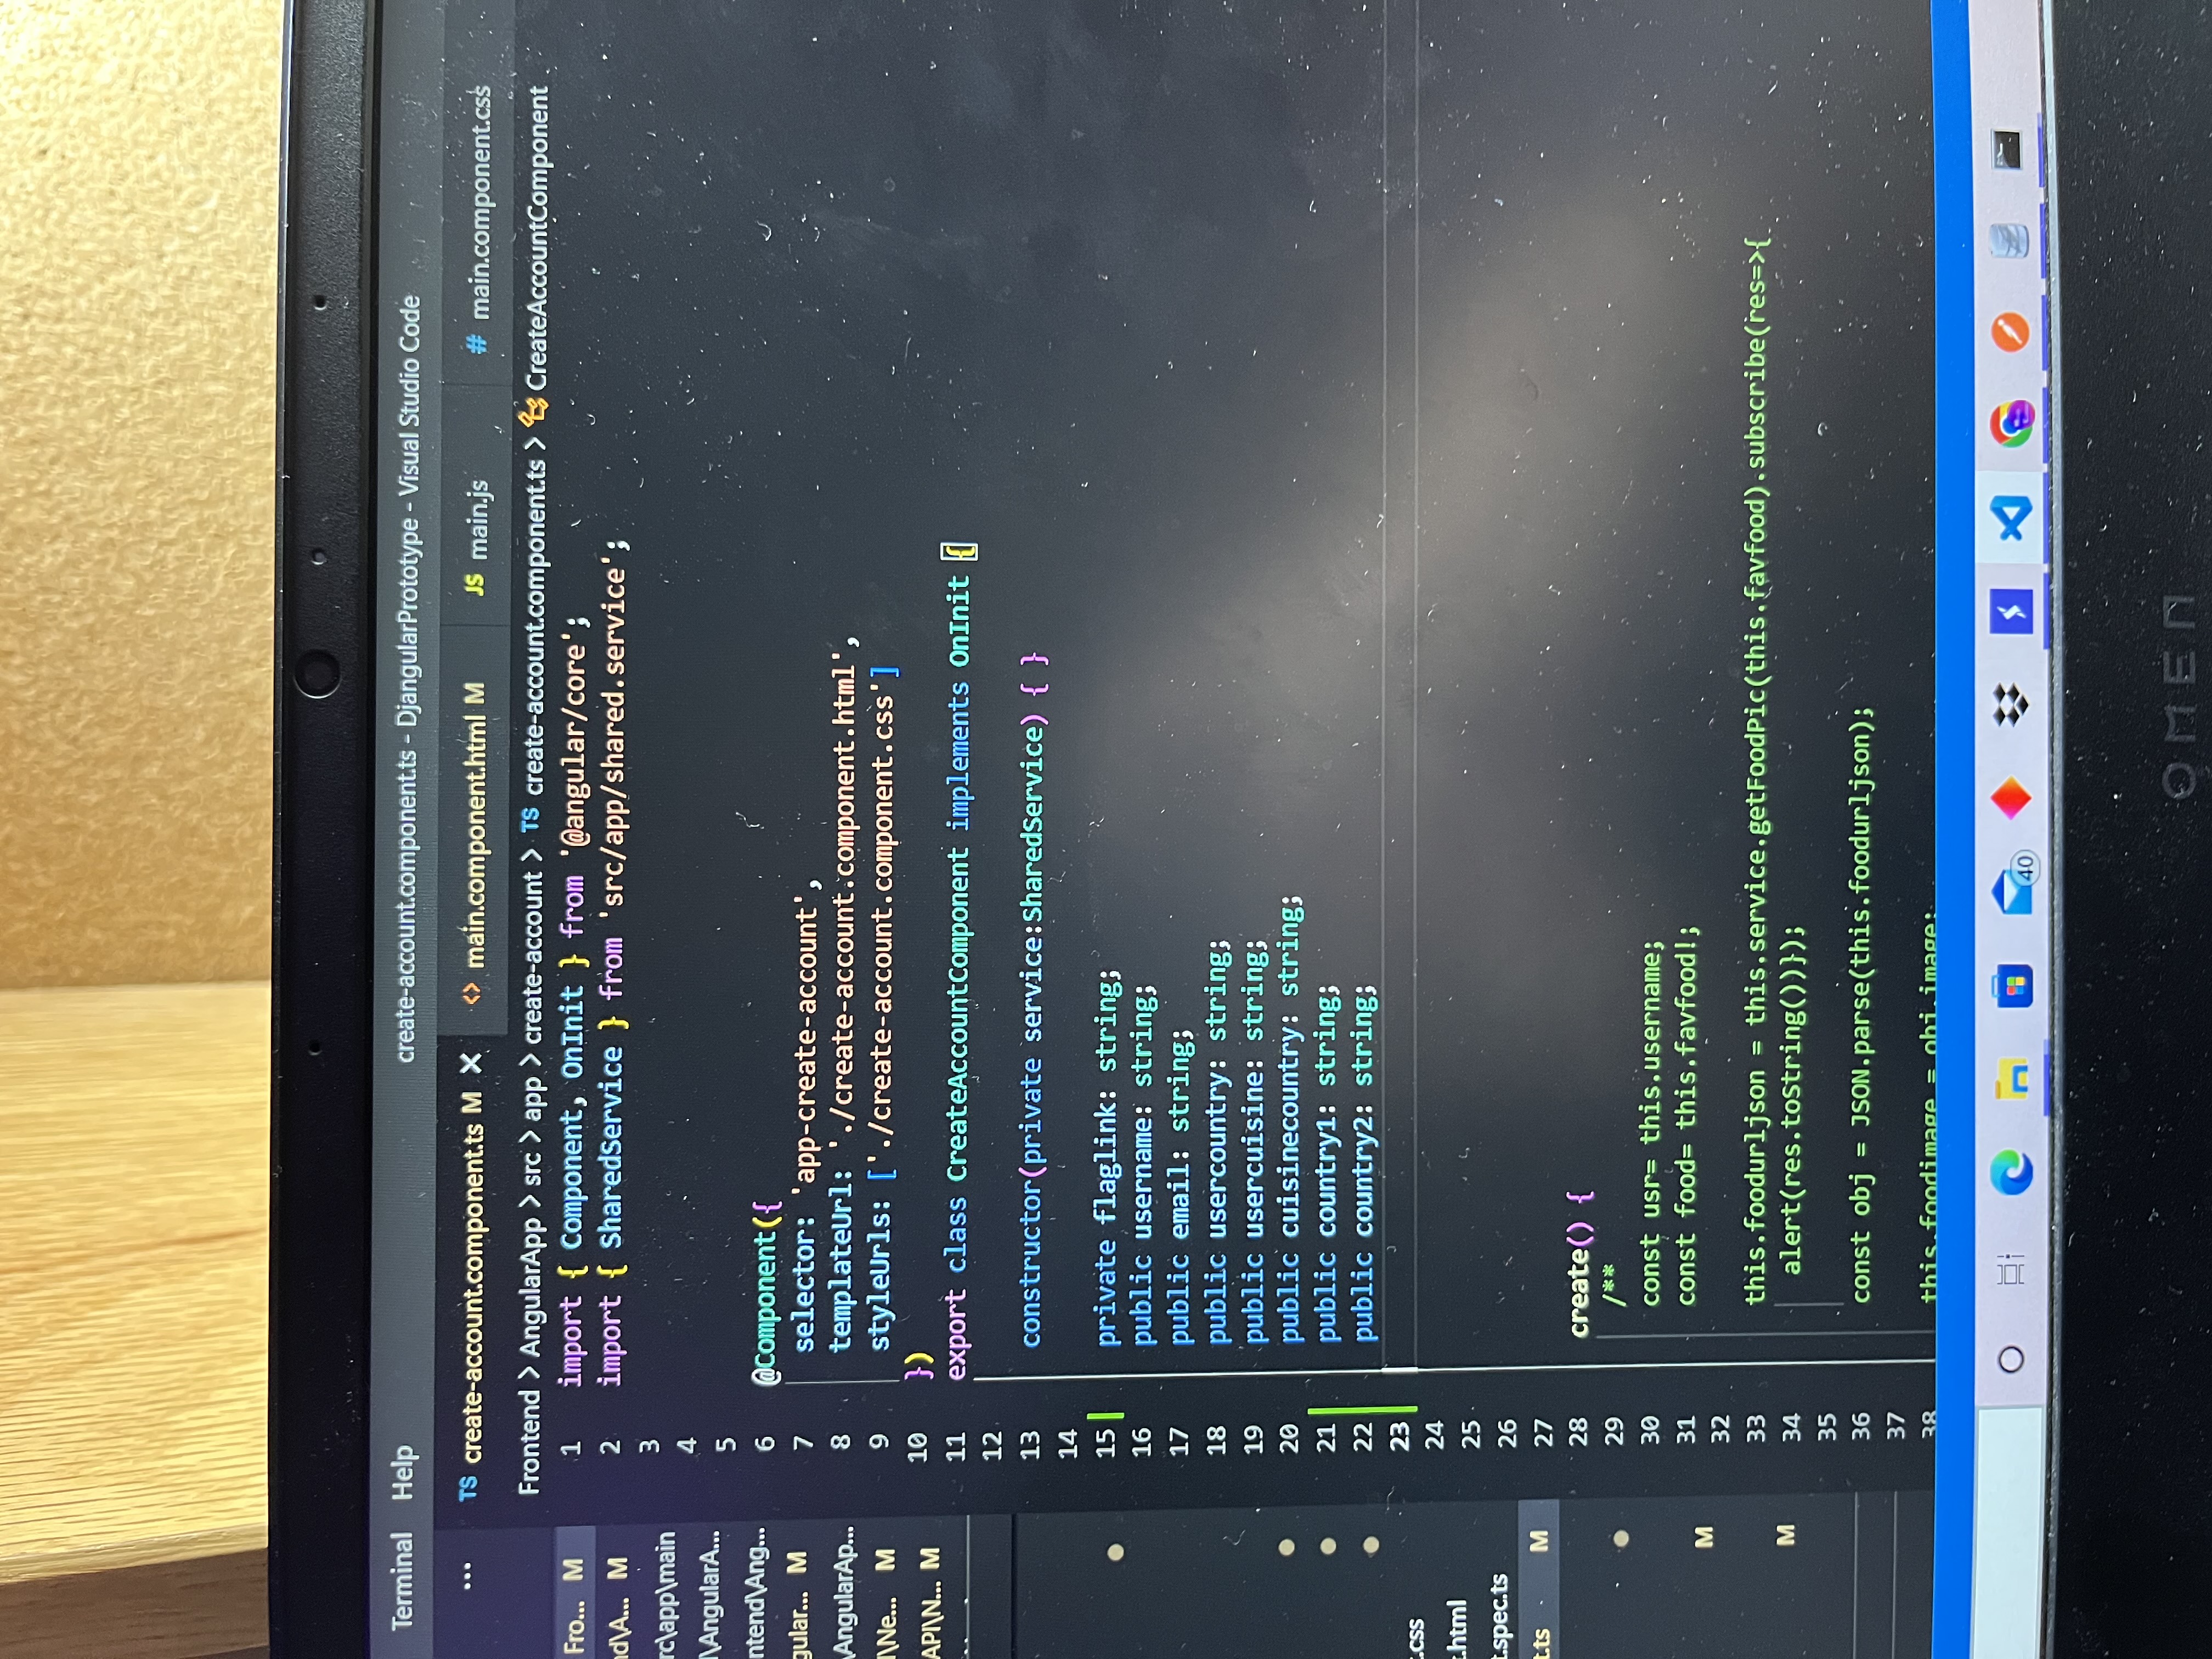 Terminal Help create-account.component.ts - DjangularPrototype - Visual Studio Code
... TS create-account.component.ts M X <> main.component.html M JS main.js # main.component.css
Frontend > AngularApp > src > app > create-account > TS create-account.component.ts > CreateAccountComponent
Fro... M
nd\A... M
rc\app\main
\AngularA...
ntend\Ang...
gular... M
\AngularAp...
\Ne... M
API\N... M
.css
.html
t.spec.ts
t.ts M
M
M
1 import { Component, OnInit } from '@angular/core';
2 import { SharedService } from 'src/app/shared.service';
3
4
5
6 @Component({
7 selector: 'app-create-account',
8 templateUrl: './create-account.component.html',
9 styleUrls: ['./create-account.component.css']
10 })
11 export class CreateAccountComponent implements OnInit {
12
13 constructor(private service:SharedService) { }
14
15 private flaglink: string;
16 public username: string;
17 public email: string;
18 public usercountry: string;
19 public usercuisine: string;
20 public cuisinecountry: string;
21 public country1: string;
22 public country2: string;
23
24
25
26
27
28 create() {
29 /**
30 const usr= this.username;
31 const food= this.favfood!;
32
33 this.foodurljson = this.service.getFoodPic(this.favfood).subscribe(res=>{
34 alert(res.toString())});
35
36 const obj = JSON.parse(this.foodurljson);
37
38 this.foodimage = obj.image;
40
OMEN